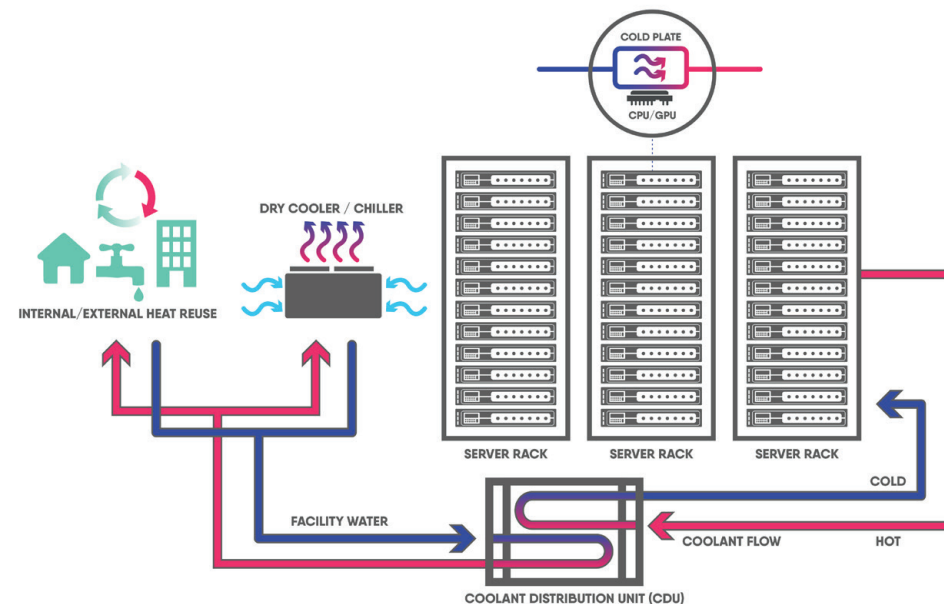 COLD PLATE
CPU/GPU
DRY COOLER / CHILLER
INTERNAL/EXTERNAL HEAT REUSE
SERVER RACK
SERVER RACK
SERVER RACK
COLD
FACILITY WATER
COOLANT FLOW
HOT
COOLANT DISTRIBUTION UNIT (CDU)